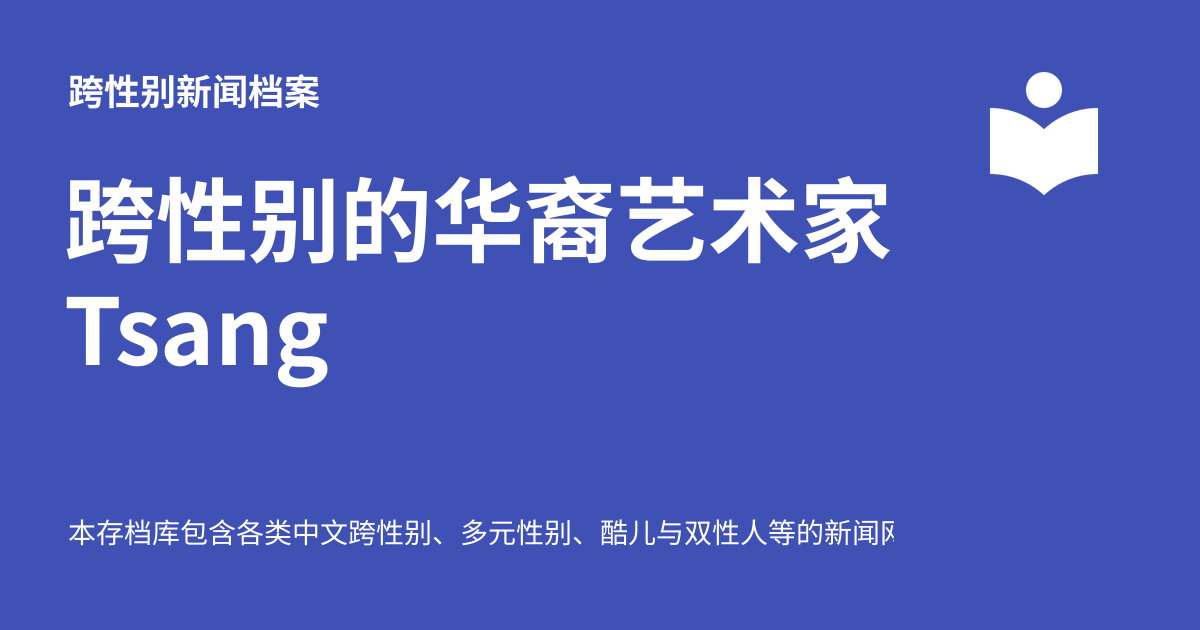 跨性别新闻档案
跨性别的华裔艺术家
Tsang
本存档库包含各类中文跨性别、多元性别、酷儿与双性人等的新闻